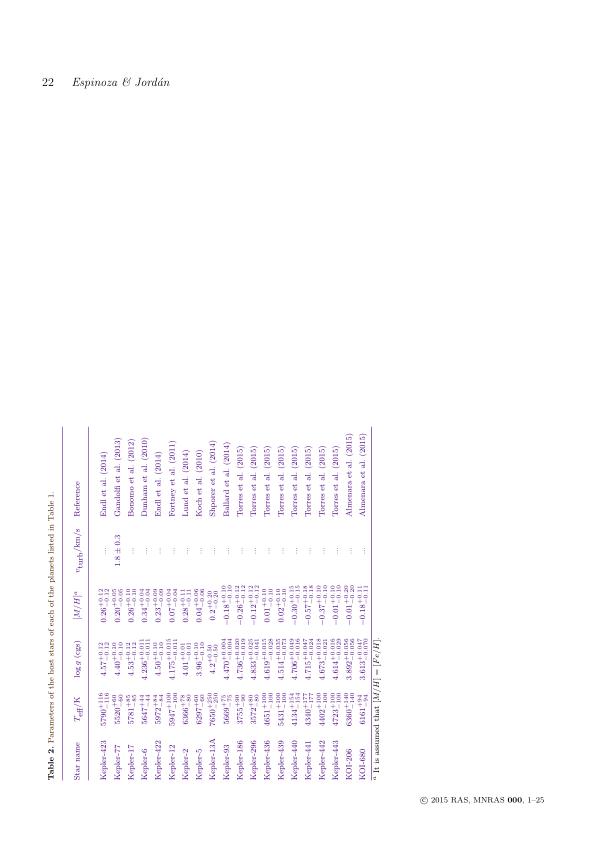 22 Espinoza & Jordán
Table 2. Parameters of the host stars of each of the planets listed in Table 1.
Star name T_eff/K log g (cgs) [M/H]^a v_turb/km/s Reference
Kepler-423 5790^{+116}_{-116} 4.57^{+0.12}_{-0.12} 0.26^{+0.12}_{-0.12} ... Endl et al. (2014)
Kepler-77 5520^{+60}_{-60} 4.40^{+0.10}_{-0.10} 0.20^{+0.05}_{-0.05} 1.8 ± 0.3 Gandolfi et al. (2013)
Kepler-17 5781^{+85}_{-85} 4.53^{+0.12}_{-0.12} 0.26^{+0.10}_{-0.10} ... Bonomo et al. (2012)
Kepler-6 5647^{+44}_{-44} 4.236^{+0.011}_{-0.011} 0.34^{+0.04}_{-0.04} ... Dunham et al. (2010)
Kepler-422 5972^{+84}_{-84} 4.50^{+0.10}_{-0.10} 0.23^{+0.09}_{-0.09} ... Endl et al. (2014)
Kepler-12 5947^{+100}_{-100} 4.175^{+0.015}_{-0.011} 0.07^{+0.04}_{-0.04} ... Fortney et al. (2011)
Kepler-2 6366^{+78}_{-80} 4.01^{+0.01}_{-0.01} 0.28^{+0.11}_{-0.11} ... Lund et al. (2014)
Kepler-5 6297^{+60}_{-60} 3.96^{+0.10}_{-0.10} 0.04^{+0.06}_{-0.06} ... Koch et al. (2010)
Kepler-13A 7650^{+250}_{-250} 4.2^{+0.50}_{-0.50} 0.2^{+0.20}_{-0.20} ... Shporer et al. (2014)
Kepler-93 5669^{+75}_{-75} 4.470^{+0.004}_{-0.004} −0.18^{+0.10}_{-0.10} ... Ballard et al. (2014)
Kepler-186 3755^{+90}_{-90} 4.736^{+0.020}_{-0.019} −0.26^{+0.12}_{-0.12} ... Torres et al. (2015)
Kepler-296 3572^{+80}_{-80} 4.833^{+0.025}_{-0.041} −0.12^{+0.12}_{-0.12} ... Torres et al. (2015)
Kepler-436 4651^{+100}_{-100} 4.619^{+0.015}_{-0.028} 0.01^{+0.10}_{-0.10} ... Torres et al. (2015)
Kepler-439 5431^{+100}_{-100} 4.514^{+0.035}_{-0.073} 0.02^{+0.10}_{-0.10} ... Torres et al. (2015)
Kepler-440 4134^{+154}_{-154} 4.706^{+0.049}_{-0.016} −0.30^{+0.15}_{-0.15} ... Torres et al. (2015)
Kepler-441 4340^{+177}_{-177} 4.715^{+0.047}_{-0.024} −0.57^{+0.18}_{-0.18} ... Torres et al. (2015)
Kepler-442 4402^{+100}_{-100} 4.673^{+0.018}_{-0.021} −0.37^{+0.10}_{-0.10} ... Torres et al. (2015)
Kepler-443 4723^{+100}_{-100} 4.614^{+0.016}_{-0.029} −0.01^{+0.10}_{-0.10} ... Torres et al. (2015)
KOI-206 6360^{+140}_{-140} 3.892^{+0.056}_{-0.056} −0.01^{+0.20}_{-0.20} ... Almenara et al. (2015)
KOI-680 6161^{+94}_{-94} 3.613^{+0.047}_{-0.070} −0.18^{+0.11}_{-0.11} ... Almenara et al. (2015)
^a It is assumed that [M/H] = [Fe/H].
© 2015 RAS, MNRAS 000, 1–25